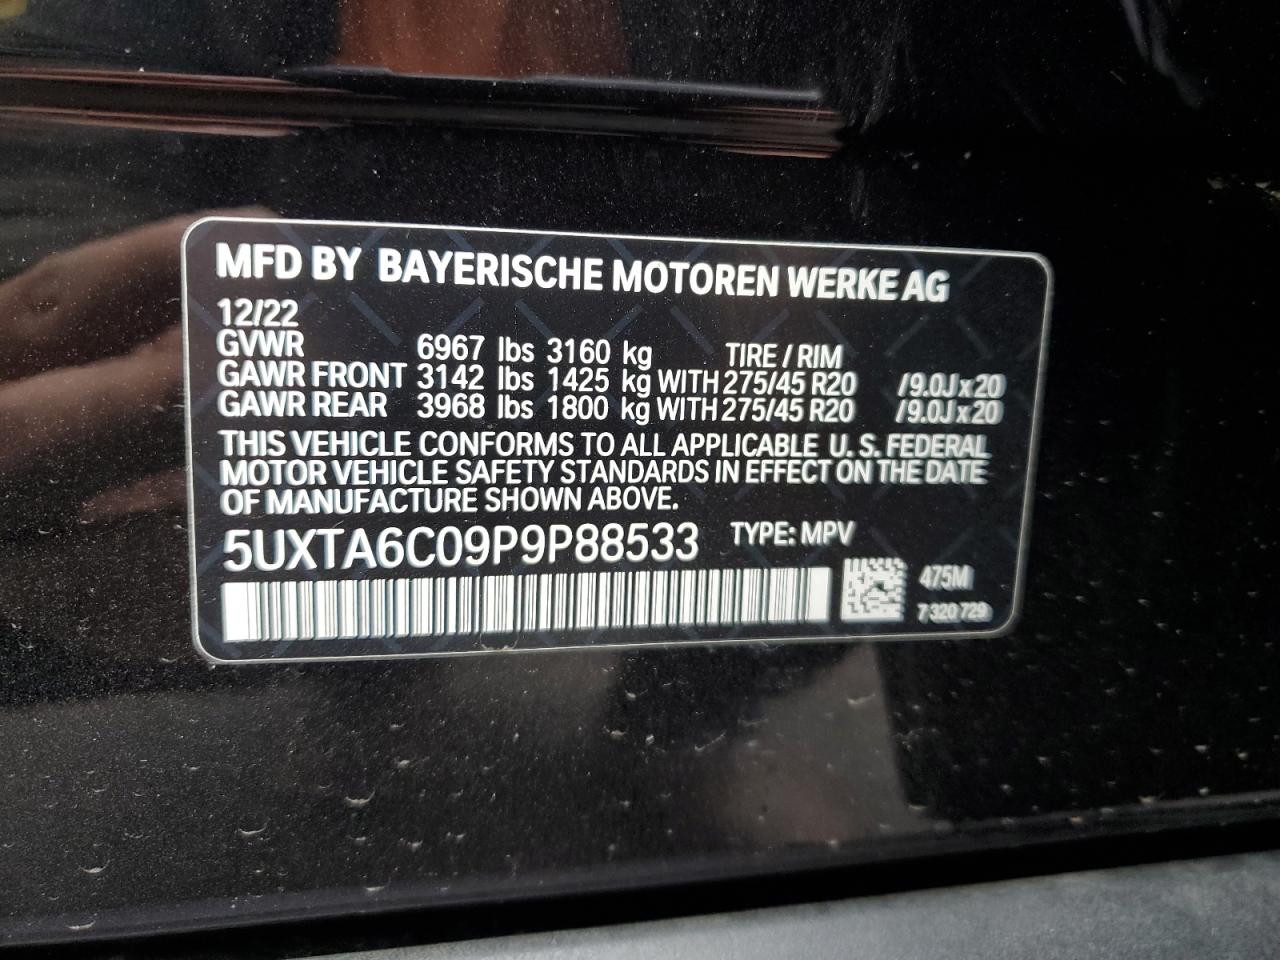 MFD BY BAYERISCHE MOTOREN WERKE AG
12/22
GVWR 6967 lbs 3160 kg TIRE / RIM
GAWR FRONT 3142 lbs 1425 kg WITH 275/45 R20 /9.0J x 20
GAWR REAR 3968 lbs 1800 kg WITH 275/45 R20 /9.0J x 20
THIS VEHICLE CONFORMS TO ALL APPLICABLE U.S. FEDERAL
MOTOR VEHICLE SAFETY STANDARDS IN EFFECT ON THE DATE
OF MANUFACTURE SHOWN ABOVE.
5UXTA6C09P9P88533 TYPE: MPV
475M
7 320 729